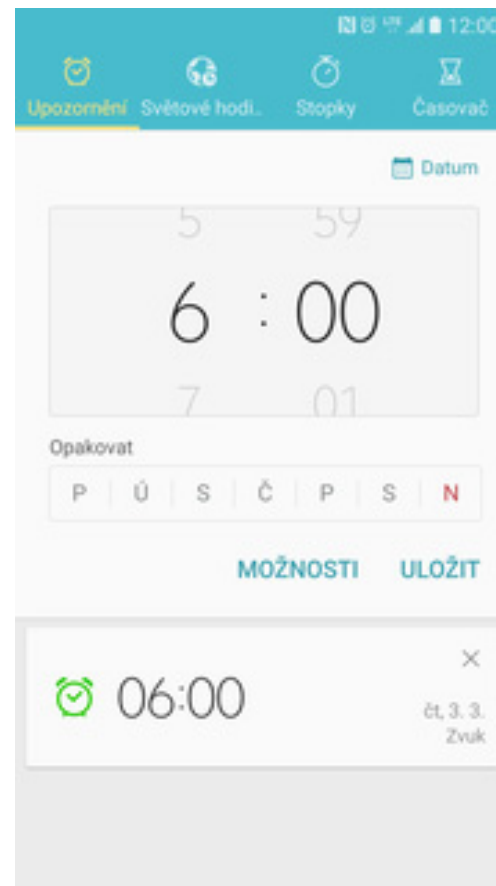 LTE 12:00
Upozornění Světové hodi.. Stopky Časovač
Datum
5 59
6 : 00
7 01
Opakovat
P Ú S Č P S N
MOŽNOSTI ULOŽIT
06:00
čt, 3. 3.
Zvuk